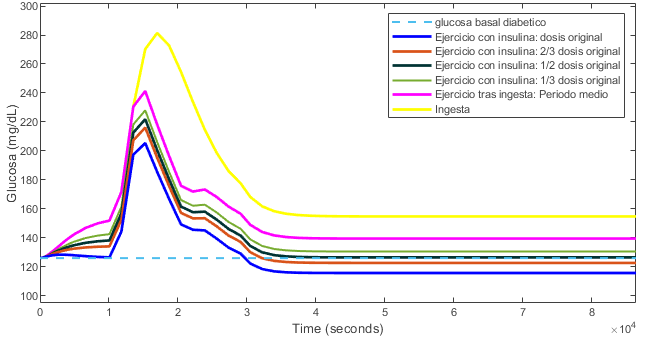 300
280
260
240
220
200
180
160
140
120
100
Glucosa (mg/dL)
glucosa basal diabetico
Ejercicio con insulina: dosis original
Ejercicio con insulina: 2/3 dosis original
Ejercicio con insulina: 1/2 dosis original
Ejercicio con insulina: 1/3 dosis original
Ejercicio tras ingesta: Periodo medio
Ingesta
0 1 2 3 4 5 6 7 8
Time (seconds)
×10⁴